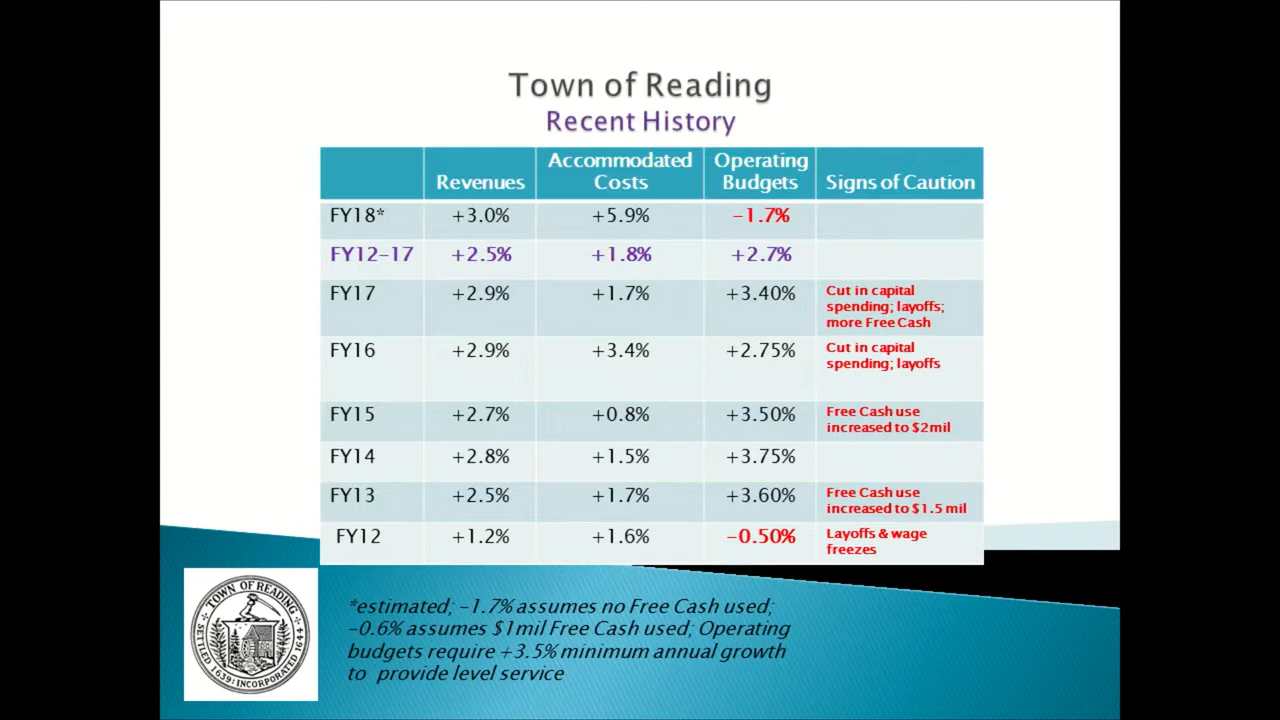 Town of Reading
Recent History
Revenues Accommodated Costs Operating Budgets Signs of Caution
FY18* +3.0% +5.9% -1.7%
FY12-17 +2.5% +1.8% +2.7%
FY17 +2.9% +1.7% +3.40% Cut in capital
spending; layoffs;
more Free Cash
FY16 +2.9% +3.4% +2.75% Cut in capital
spending; layoffs
FY15 +2.7% +0.8% +3.50% Free Cash use
increased to $2mil
FY14 +2.8% +1.5% +3.75%
FY13 +2.5% +1.7% +3.60% Free Cash use
increased to $1.5 mil
FY12 +1.2% +1.6% -0.50% Layoffs & wage
freezes
*estimated; -1.7% assumes no Free Cash used;
-0.6% assumes $1mil Free Cash used; Operating
budgets require +3.5% minimum annual growth
to provide level service
TOWN OF READING
SETTLED 1639: INCORPORATED 1644